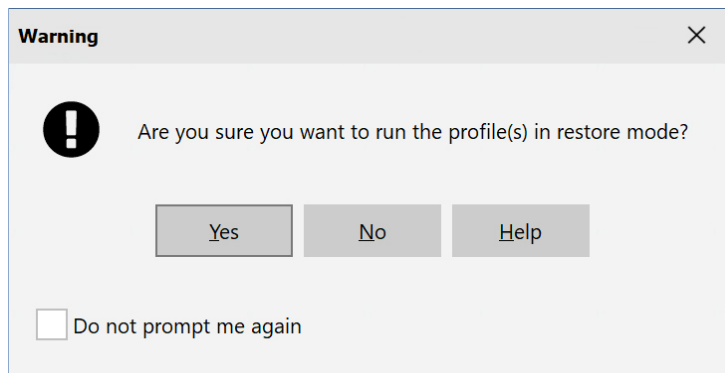 Warning
Are you sure you want to run the profile(s) in restore mode?
Yes No Help
Do not prompt me again